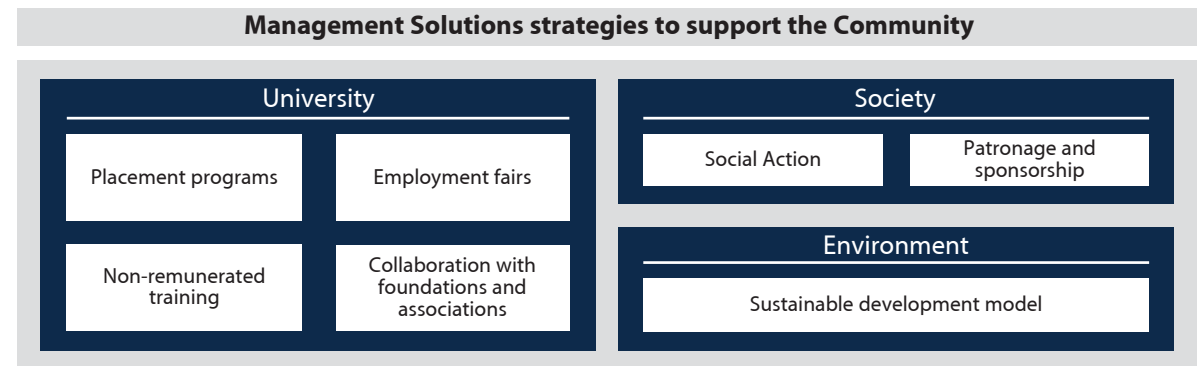 Management Solutions strategies to support the Community
University
Placement programs
Employment fairs
Non-remunerated
training
Collaboration with
foundations and
associations
Society
Social Action
Patronage and
sponsorship
Environment
Sustainable development model